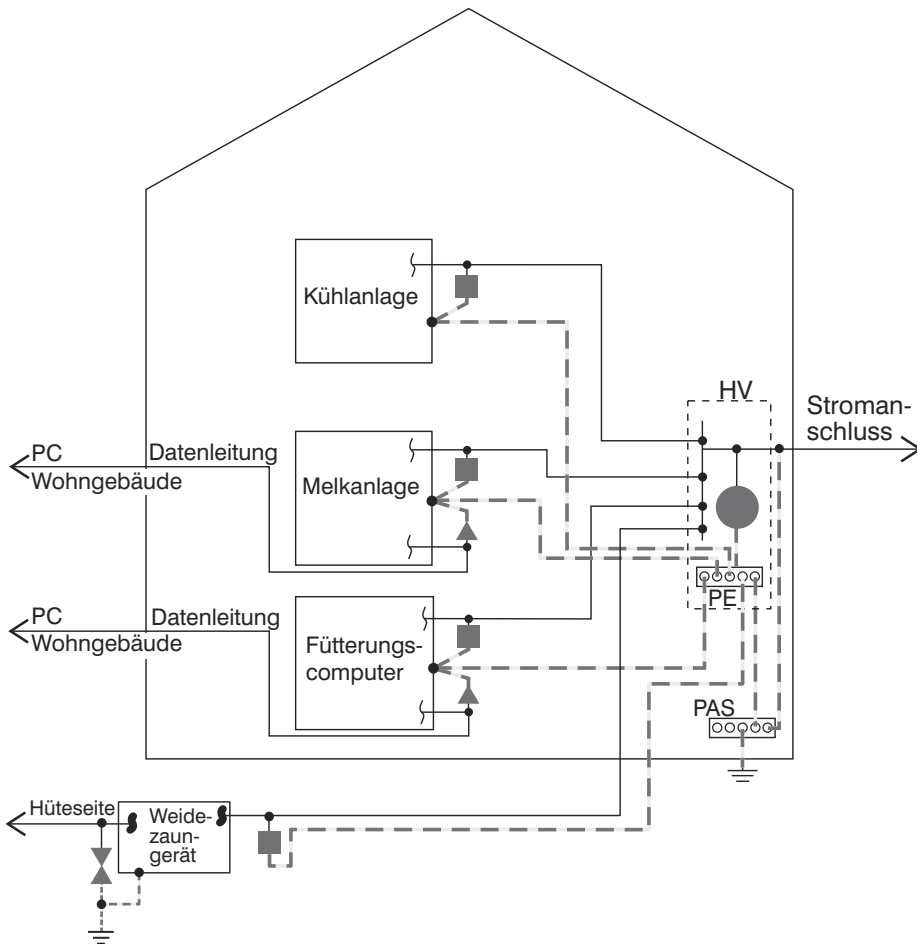 Kühlanlage
HV
Stroman-
schluss
PC
Datenleitung
Wohngebäude
Melkanlage
PE
PC
Datenleitung
Wohngebäude
Fütterungs-
computer
PAS
Hüteseite
Weide-
zaun-
gerät